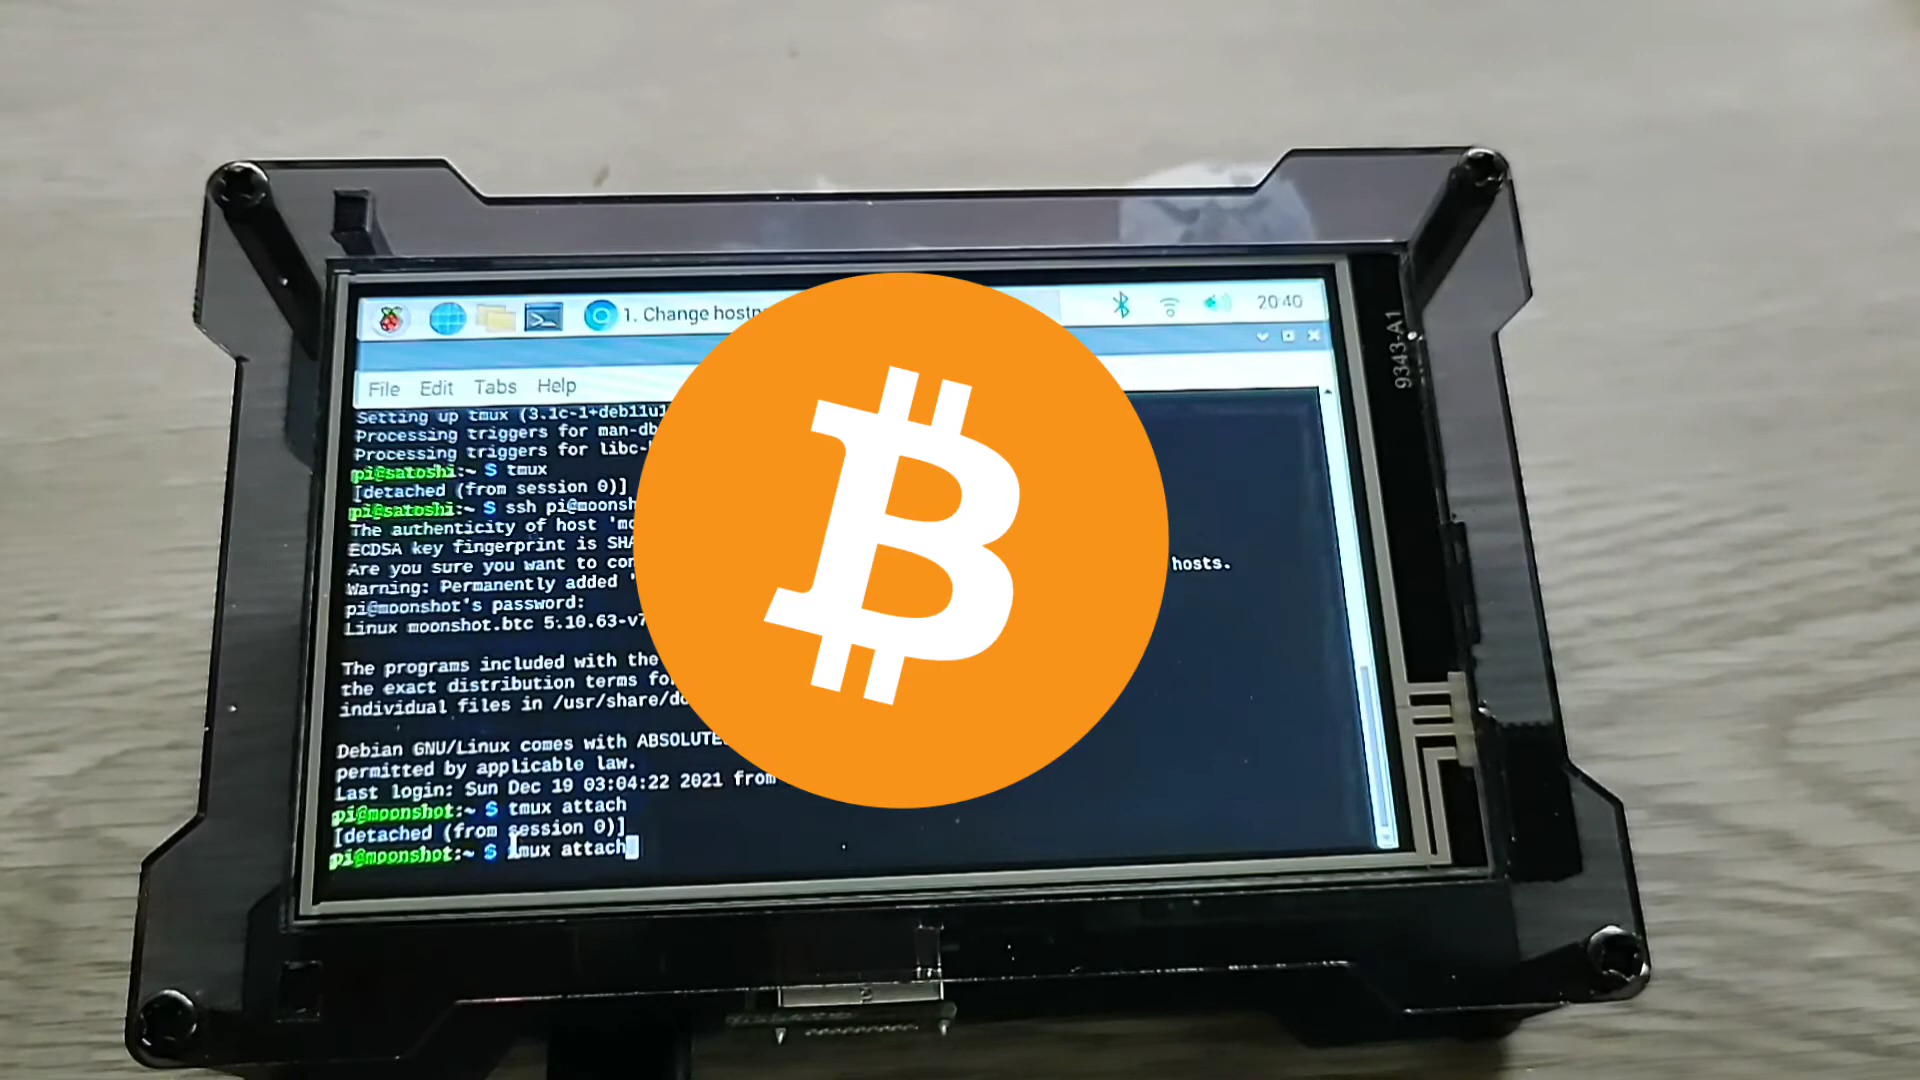 1. Change hostn
20:40
File Edit Tabs Help
Setting up tmux (3.1c-1+deb11u1
Processing triggers for man-db
Processing triggers for libc-
pi@satoshi:~ $ tmux
[detached (from session 0)]
pi@satoshi:~ $ ssh pi@moonsh
The authenticity of host 'mo
ECDSA key fingerprint is SHA
Are you sure you want to con
Warning: Permanently added ' hosts.
pi@moonshot's password:
Linux moonshot.btc 5.10.63-v7
The programs included with the
the exact distribution terms fo
individual files in /usr/share/do
Debian GNU/Linux comes with ABSOLUTE
permitted by applicable law.
Last login: Sun Dec 19 03:04:22 2021 from
pi@moonshot:~ $ tmux attach
[detached (from session 0)]
pi@moonshot:~ $ tmux attach
9343-A1